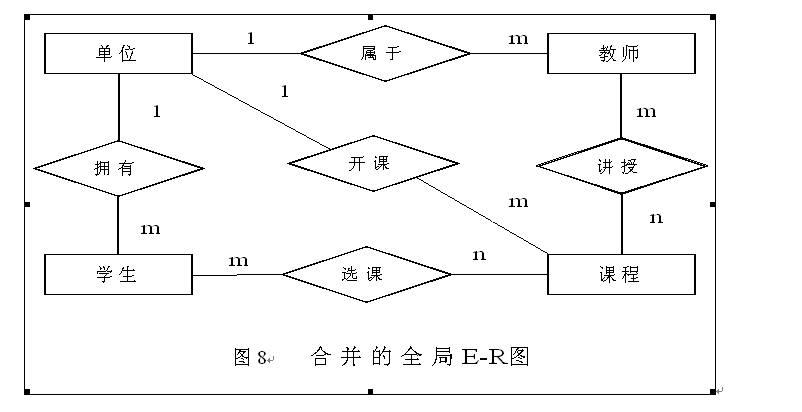 单位 1 属于 m 教师
1 1 m
拥有 开课 讲授
m m n
学生 m 选课 n 课程
图8 合并的全局E-R图